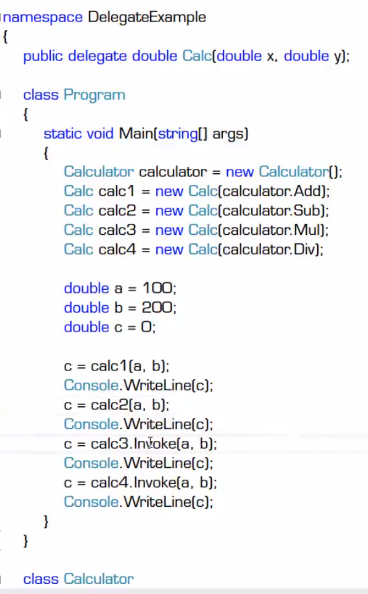 namespace DelegateExample
{
public delegate double Calc(double x, double y);
class Program
{
static void Main(string[] args)
{
Calculator calculator = new Calculator();
Calc calc1 = new Calc(calculator.Add);
Calc calc2 = new Calc(calculator.Sub);
Calc calc3 = new Calc(calculator.Mul);
Calc calc4 = new Calc(calculator.Div);
double a = 100;
double b = 200;
double c = 0;
c = calc1(a, b);
Console.WriteLine(c);
c = calc2(a, b);
Console.WriteLine(c);
c = calc3.Invoke(a, b);
Console.WriteLine(c);
c = calc4.Invoke(a, b);
Console.WriteLine(c);
}
}
class Calculator